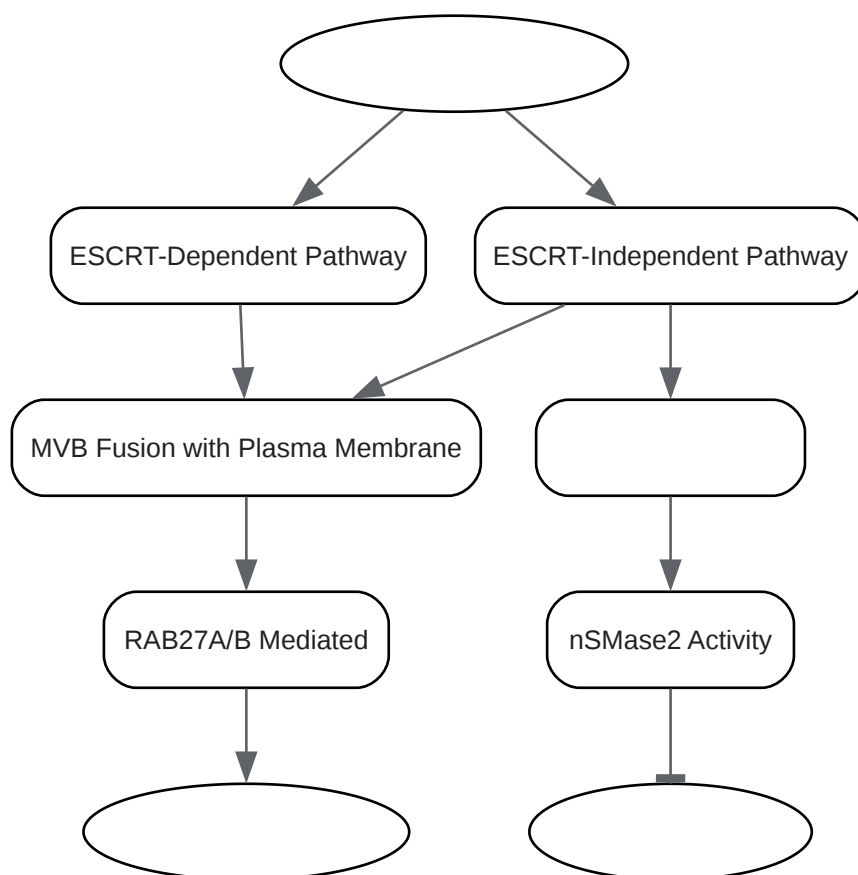 ESCRT-Dependent Pathway
ESCRT-Independent Pathway
MVB Fusion with Plasma Membrane
RAB27A/B Mediated
nSMase2 Activity